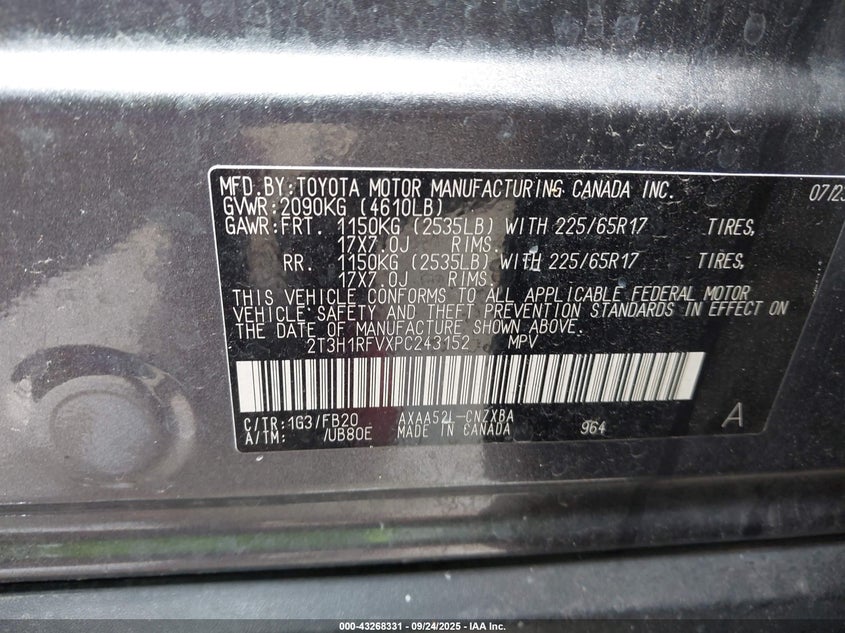 MFD.BY:TOYOTA MOTOR MANUFACTURING CANADA INC. 07/23
GVWR:2090KG (4610LB)
GAWR:FRT. 1150KG (2535LB) WITH 225/65R17 TIRES,
17X7.0J RIMS.
RR. 1150KG (2535LB) WITH 225/65R17 TIRES,
17X7.0J RIMS.
THIS VEHICLE CONFORMS TO ALL APPLICABLE FEDERAL MOTOR
VEHICLE SAFETY AND THEFT PREVENTION STANDARDS IN EFFECT ON
THE DATE OF MANUFACTURE SHOWN ABOVE.
2T3H1RFVXPC243152 MPV
C/TR:1G3/FB20 AXAA52L-CNZXBA 964 A
A/TM: /UB80E MADE IN CANADA
000-43268331 - 09/24/2025 - IAA Inc.